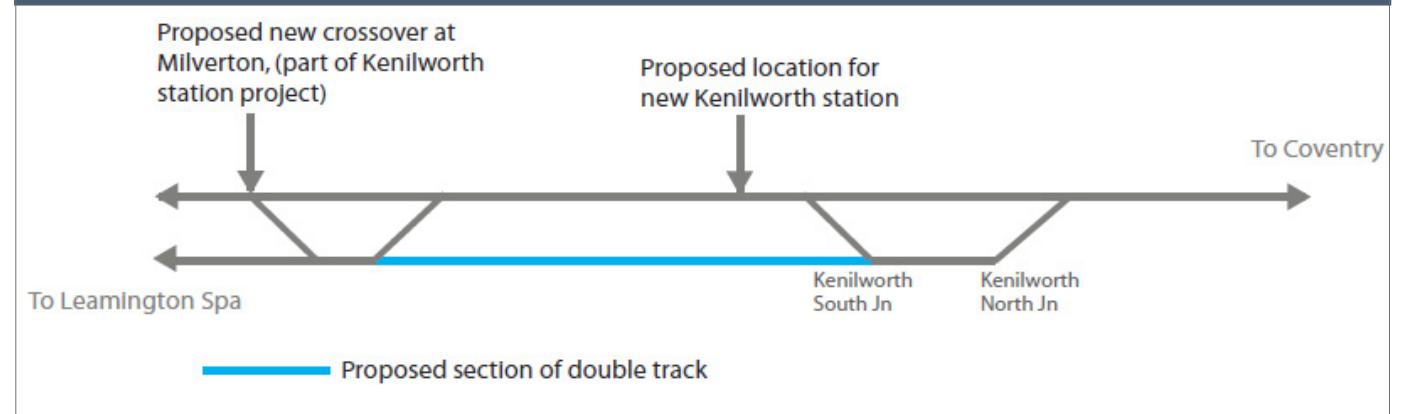 Proposed new crossover at
Milverton, (part of Kenilworth
station project)
Proposed location for
new Kenilworth station
To Coventry
Kenilworth
South Jn
Kenilworth
North Jn
To Leamington Spa
Proposed section of double track